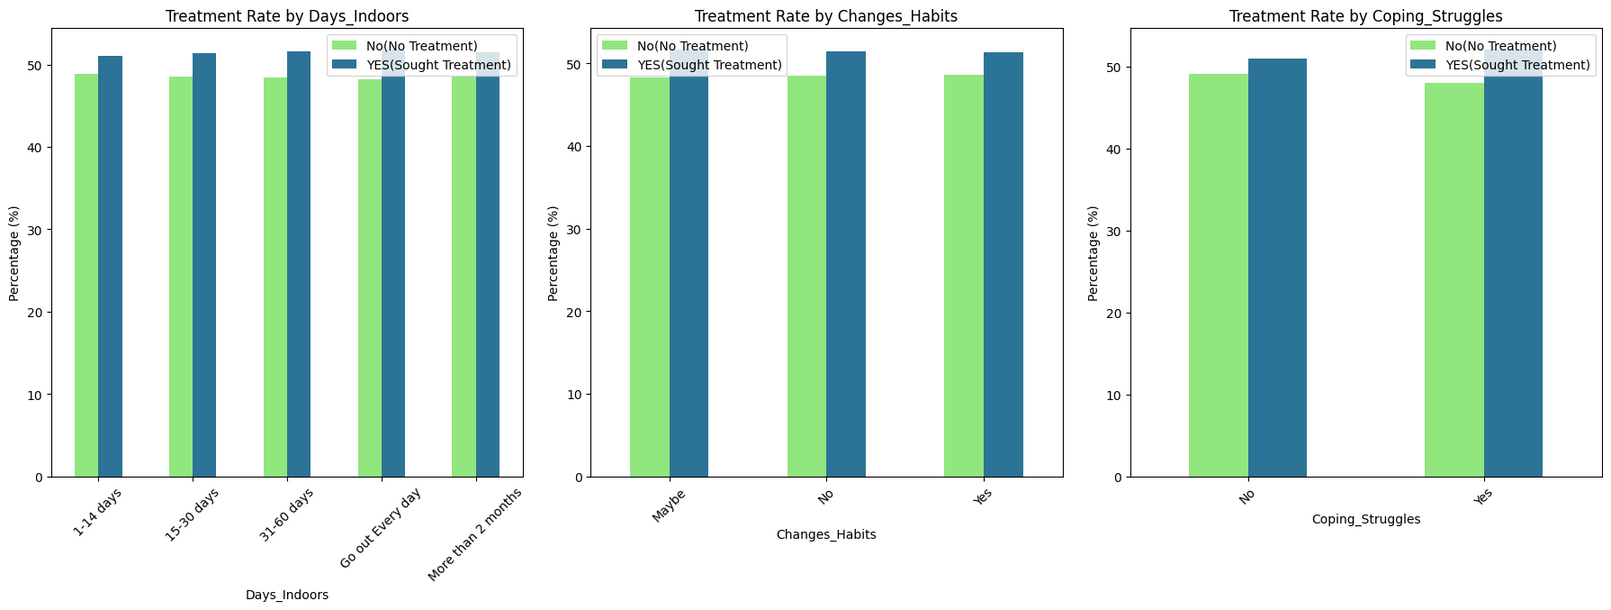 Treatment Rate by Days_Indoors
No(No Treatment)
YES(Sought Treatment)
Percentage (%)
50
40
30
20
10
0
1-14 days
15-30 days
31-60 days
Go out Every day
More than 2 months
Days_Indoors
Treatment Rate by Changes_Habits
No(No Treatment)
YES(Sought Treatment)
Percentage (%)
50
40
30
20
10
0
Maybe
No
Yes
Changes_Habits
Treatment Rate by Coping_Struggles
No(No Treatment)
YES(Sought Treatment)
Percentage (%)
50
40
30
20
10
0
No
Yes
Coping_Struggles